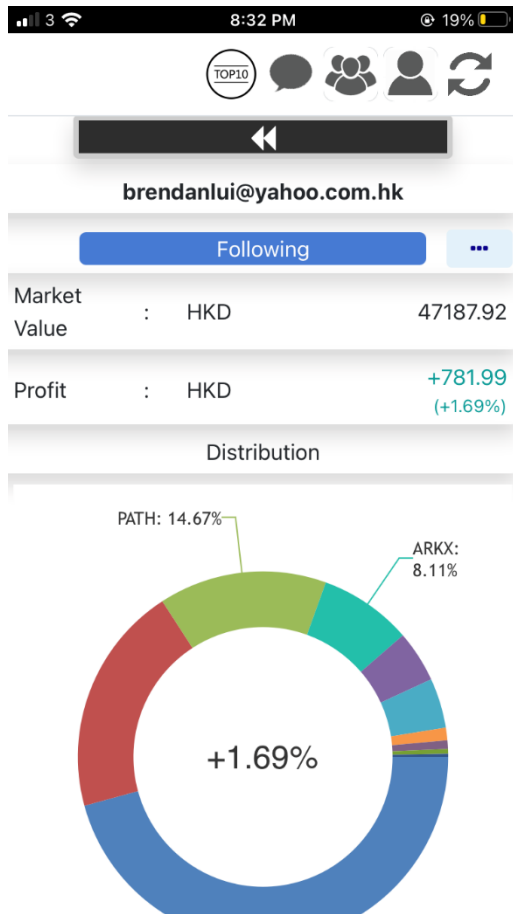 3 8:32 PM 19%
TOP10
brendanlui@yahoo.com.hk
Following ...
Market Value : HKD 47187.92
Profit : HKD +781.99
(+1.69%)
Distribution
PATH: 14.67%
ARKX:
8.11%
+1.69%